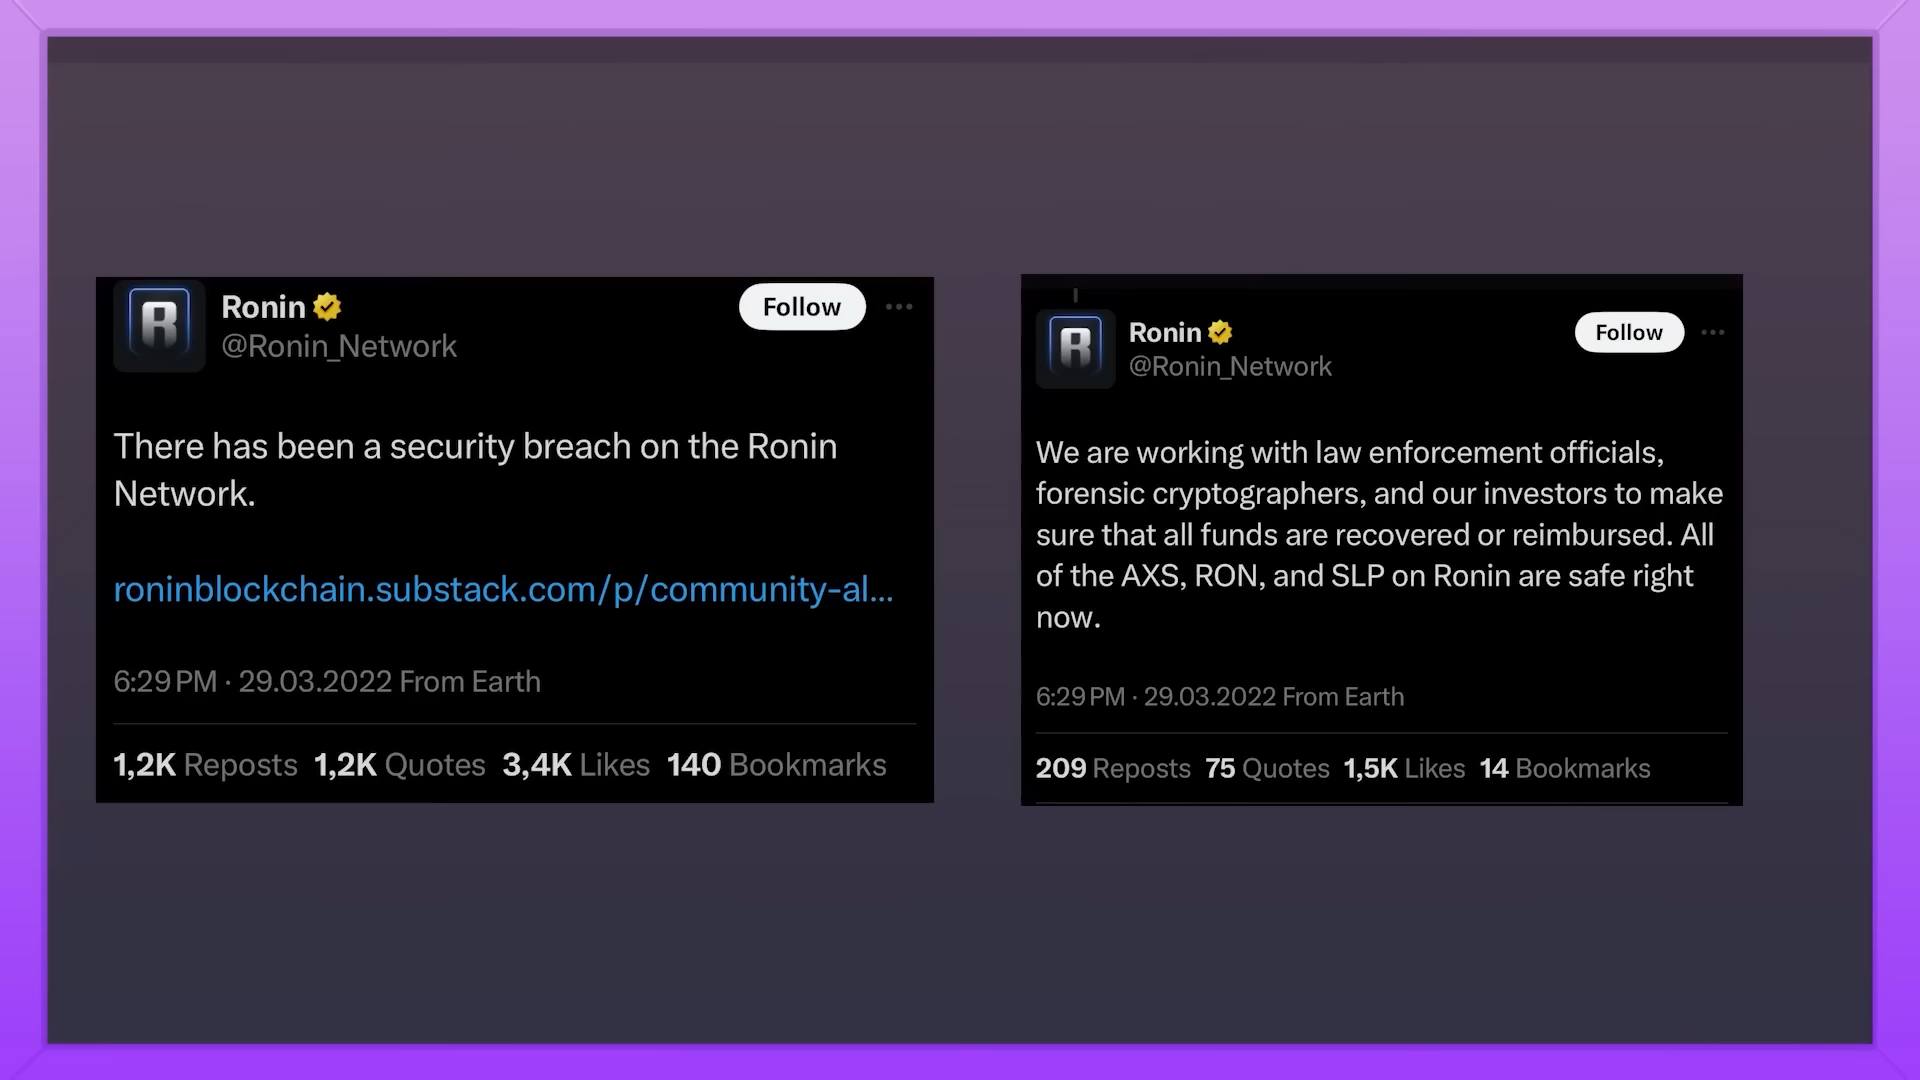 R
Ronin
@Ronin_Network
Follow
There has been a security breach on the Ronin
Network.
roninblockchain.substack.com/p/community-al...
6:29 PM · 29.03.2022 From Earth
1,2K Reposts 1,2K Quotes 3,4K Likes 140 Bookmarks
R
Ronin
@Ronin_Network
Follow
We are working with law enforcement officials,
forensic cryptographers, and our investors to make
sure that all funds are recovered or reimbursed. All
of the AXS, RON, and SLP on Ronin are safe right
now.
6:29 PM · 29.03.2022 From Earth
209 Reposts 75 Quotes 1,5K Likes 14 Bookmarks